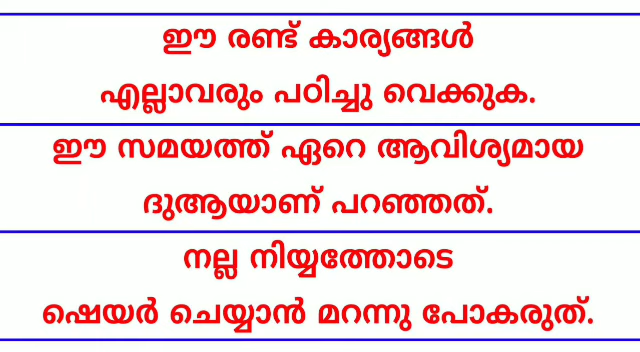 ഈ രണ്ട് കാര്യങ്ങൾ
എല്ലാവരും പഠിച്ചു വെക്കുക.
ഈ സമയത്ത് ഏറെ ആവിശ്യമായ
ദുആയാണ് പറഞ്ഞത്.
നല്ല നിയ്യത്തോടെ
ഷെയർ ചെയ്യാൻ മറന്നു പോകരുത്.